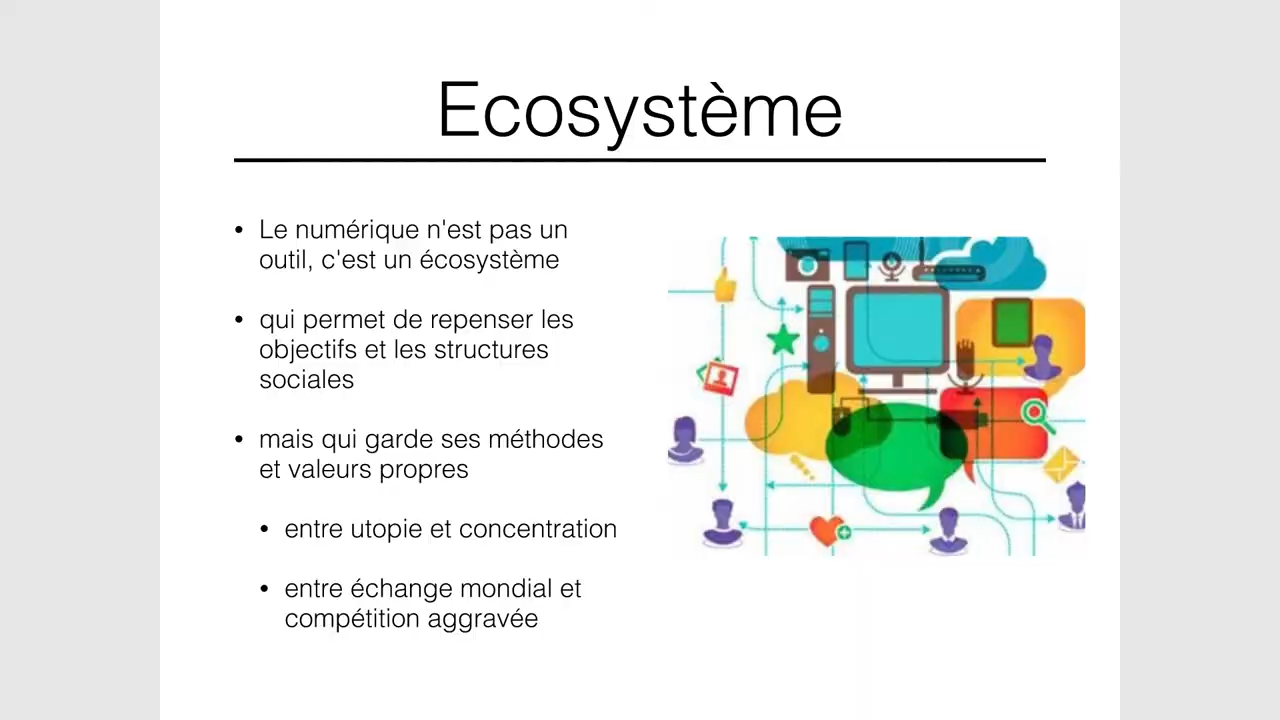 Ecosystème
• Le numérique n'est pas un
outil, c'est un écosystème
• qui permet de repenser les
objectifs et les structures
sociales
• mais qui garde ses méthodes
et valeurs propres
• entre utopie et concentration
• entre échange mondial et
compétition aggravée